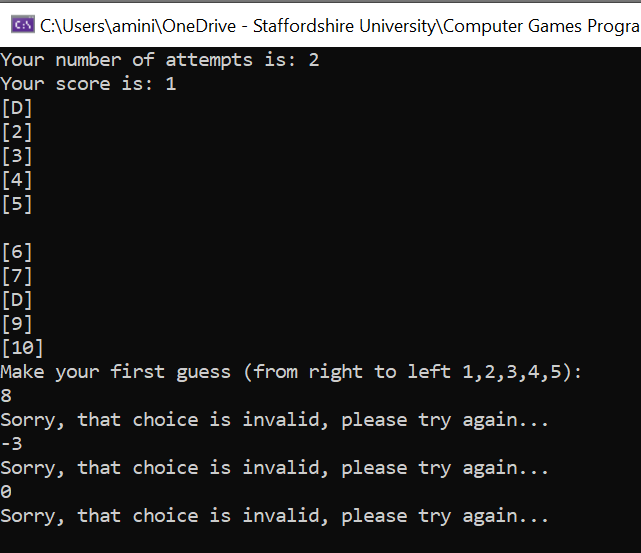 C:\Users\amini\OneDrive - Staffordshire University\Computer Games Progra
Your number of attempts is: 2
Your score is: 1
[D]
[2]
[3]
[4]
[5]
[6]
[7]
[D]
[9]
[10]
Make your first guess (from right to left 1,2,3,4,5):
8
Sorry, that choice is invalid, please try again...
-3
Sorry, that choice is invalid, please try again...
0
Sorry, that choice is invalid, please try again...